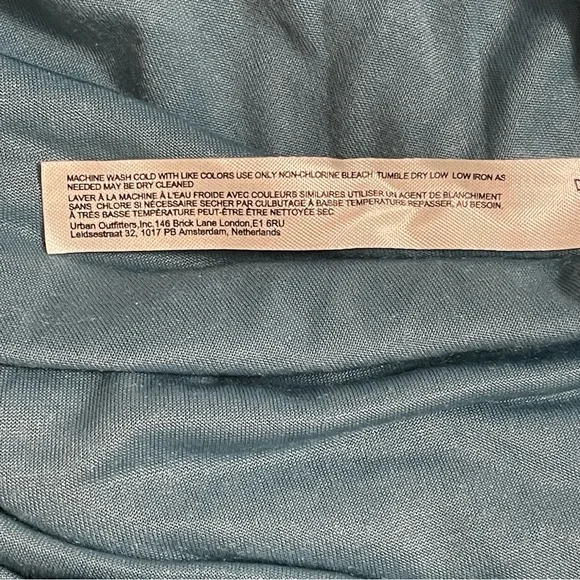 MACHINE WASH COLD WITH LIKE COLORS USE ONLY NON-CHLORINE BLEACH TUMBLE DRY LOW LOW IRON AS
NEEDED MAY BE DRY CLEANED
LAVER À LA MACHINE À L'EAU FROIDE AVEC COULEURS SIMILAIRES UTILISER UN AGENT DE BLANCHIMENT
SANS CHLORE SI NÉCESSAIRE SÉCHER PAR CULBUTAGE À BASSE TEMPÉRATURE REPASSER, AU BESOIN,
À TRÈS BASSE TEMPÉRATURE PEUT-ÊTRE ÊTRE NETTOYÉE SEC
Urban Outfitters,Inc.146 Brick Lane London,E1 6RU
Leidsestraat 32, 1017 PB Amsterdam, Netherlands